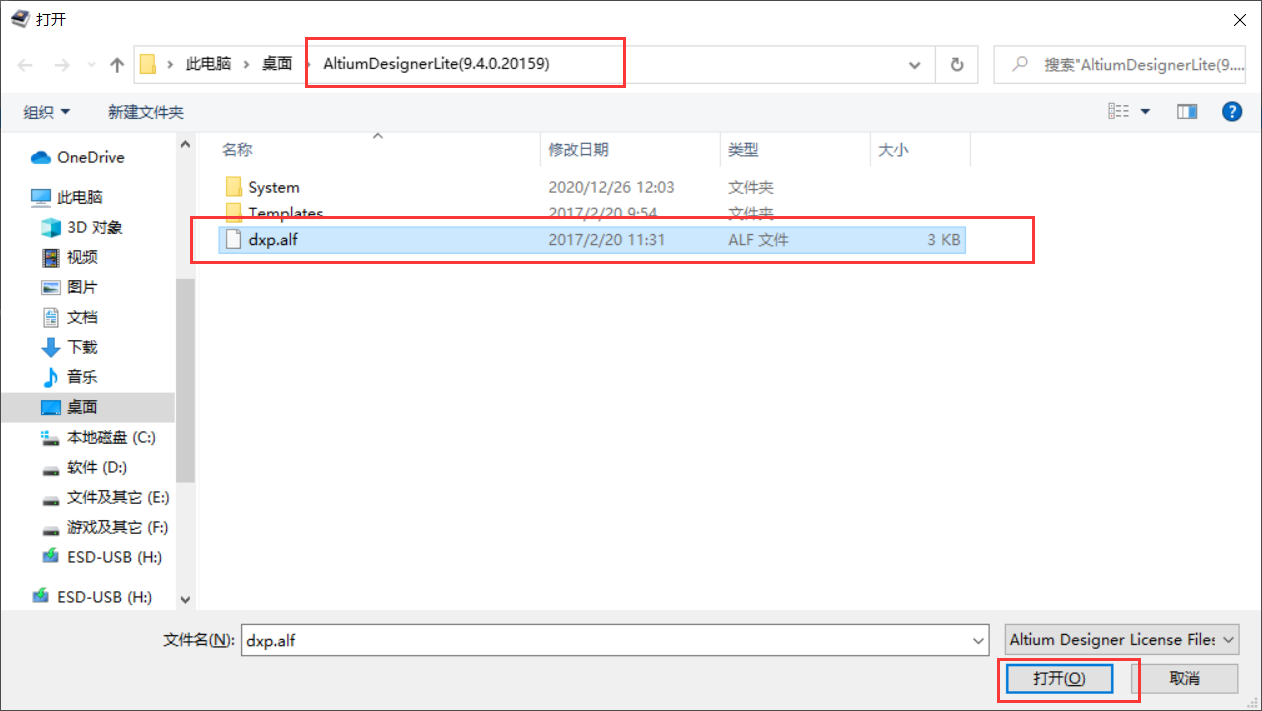 打开
此电脑 > 桌面 > AltiumDesignerLite(9.4.0.20159)
搜索"AltiumDesignerLite(9....
组织 新建文件夹
名称 修改日期 类型 大小
OneDrive
此电脑
3D 对象
视频
图片
文档
下载
音乐
桌面
本地磁盘 (C:)
软件 (D:)
文件及其它 (E:)
游戏及其它 (F:)
ESD-USB (H:)
ESD-USB (H:)
System 2020/12/26 12:03 文件夹
Templates 2017/2/20 9:54 文件夹
dxp.alf 2017/2/20 11:31 ALF 文件 3 KB
文件名(N): dxp.alf
Altium Designer License Files
打开(O) 取消